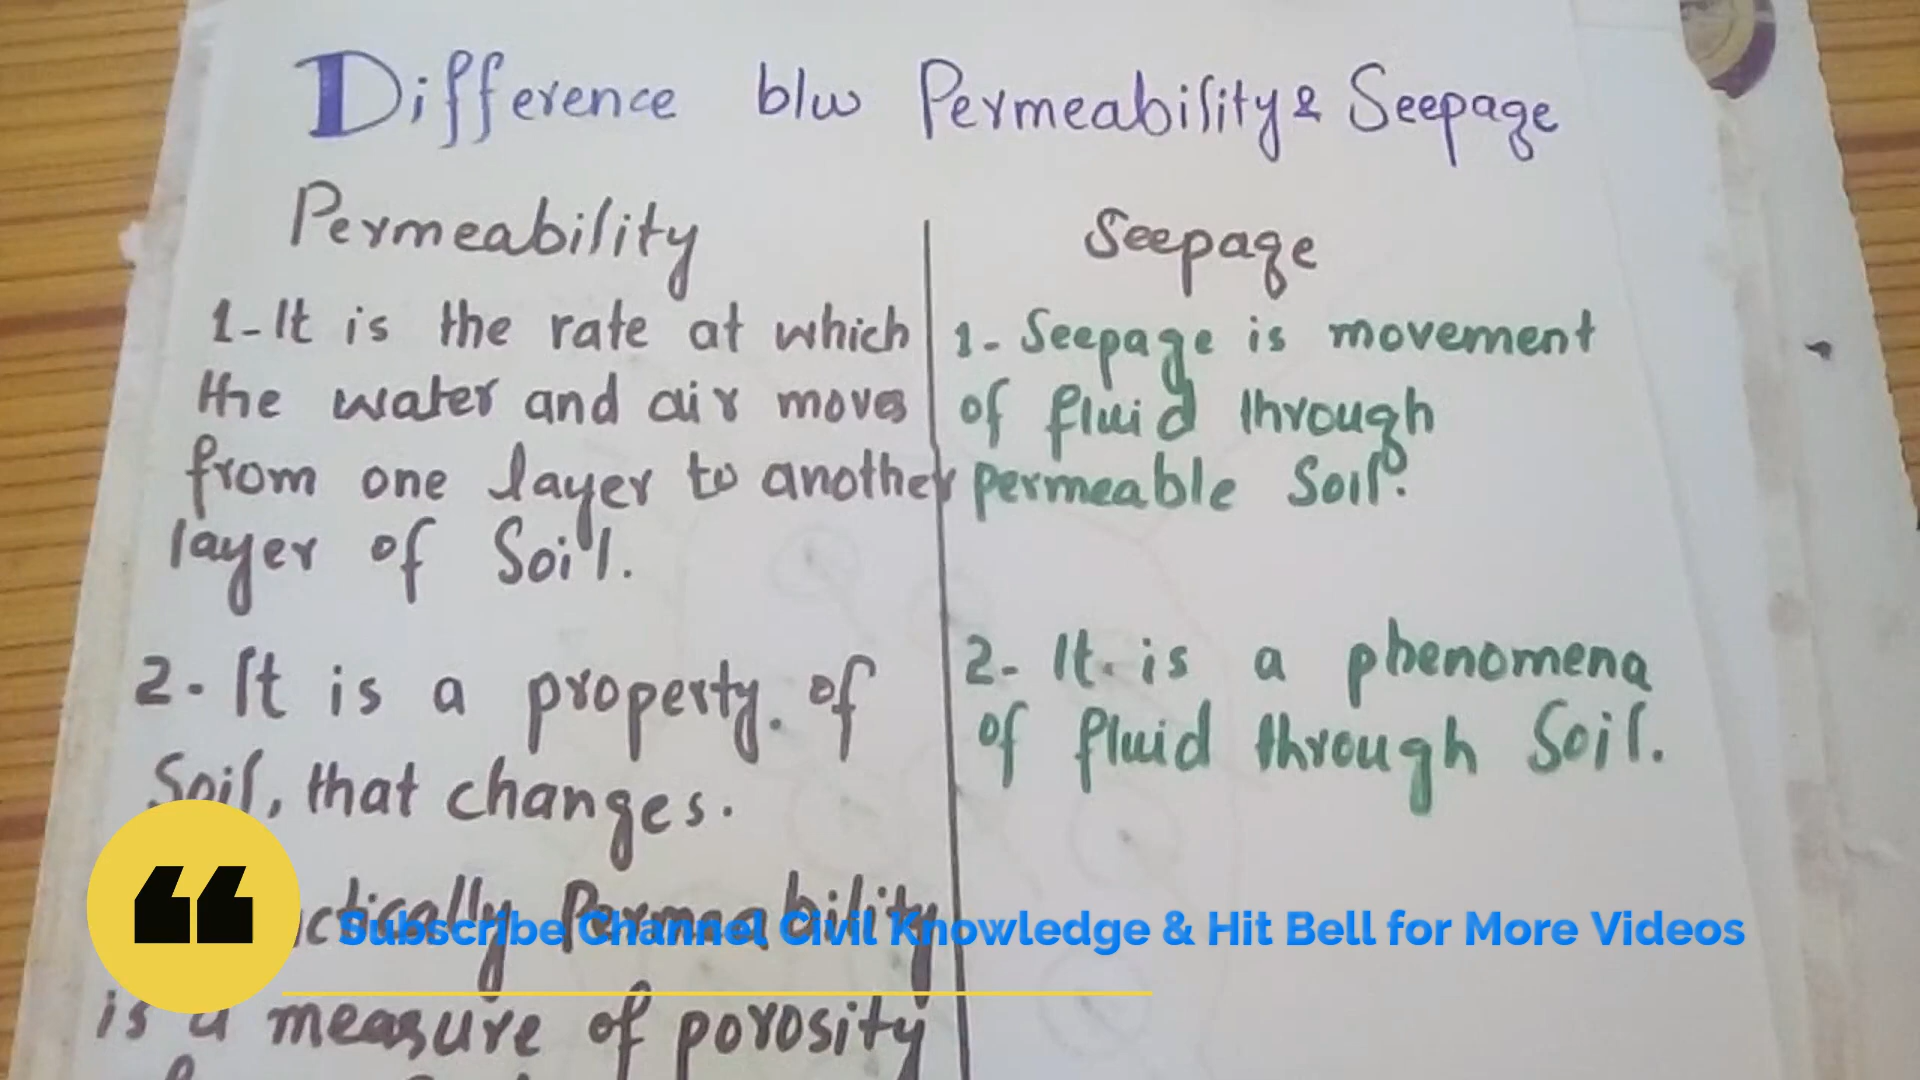 Difference b/w Permeability & Seepage
Permeability
1- It is the rate at which
the water and air moves
from one layer to another
layer of Soil.
2. It is a property. of
Soil, that changes.
ctically Permeability
is a measure of porosity
Seepage
1- Seepage is movement
of fluid through
permeable Soil.
2- It is a phenomena
of fluid through Soil.
Subscribe Channel Civil Knowledge & Hit Bell for More Videos